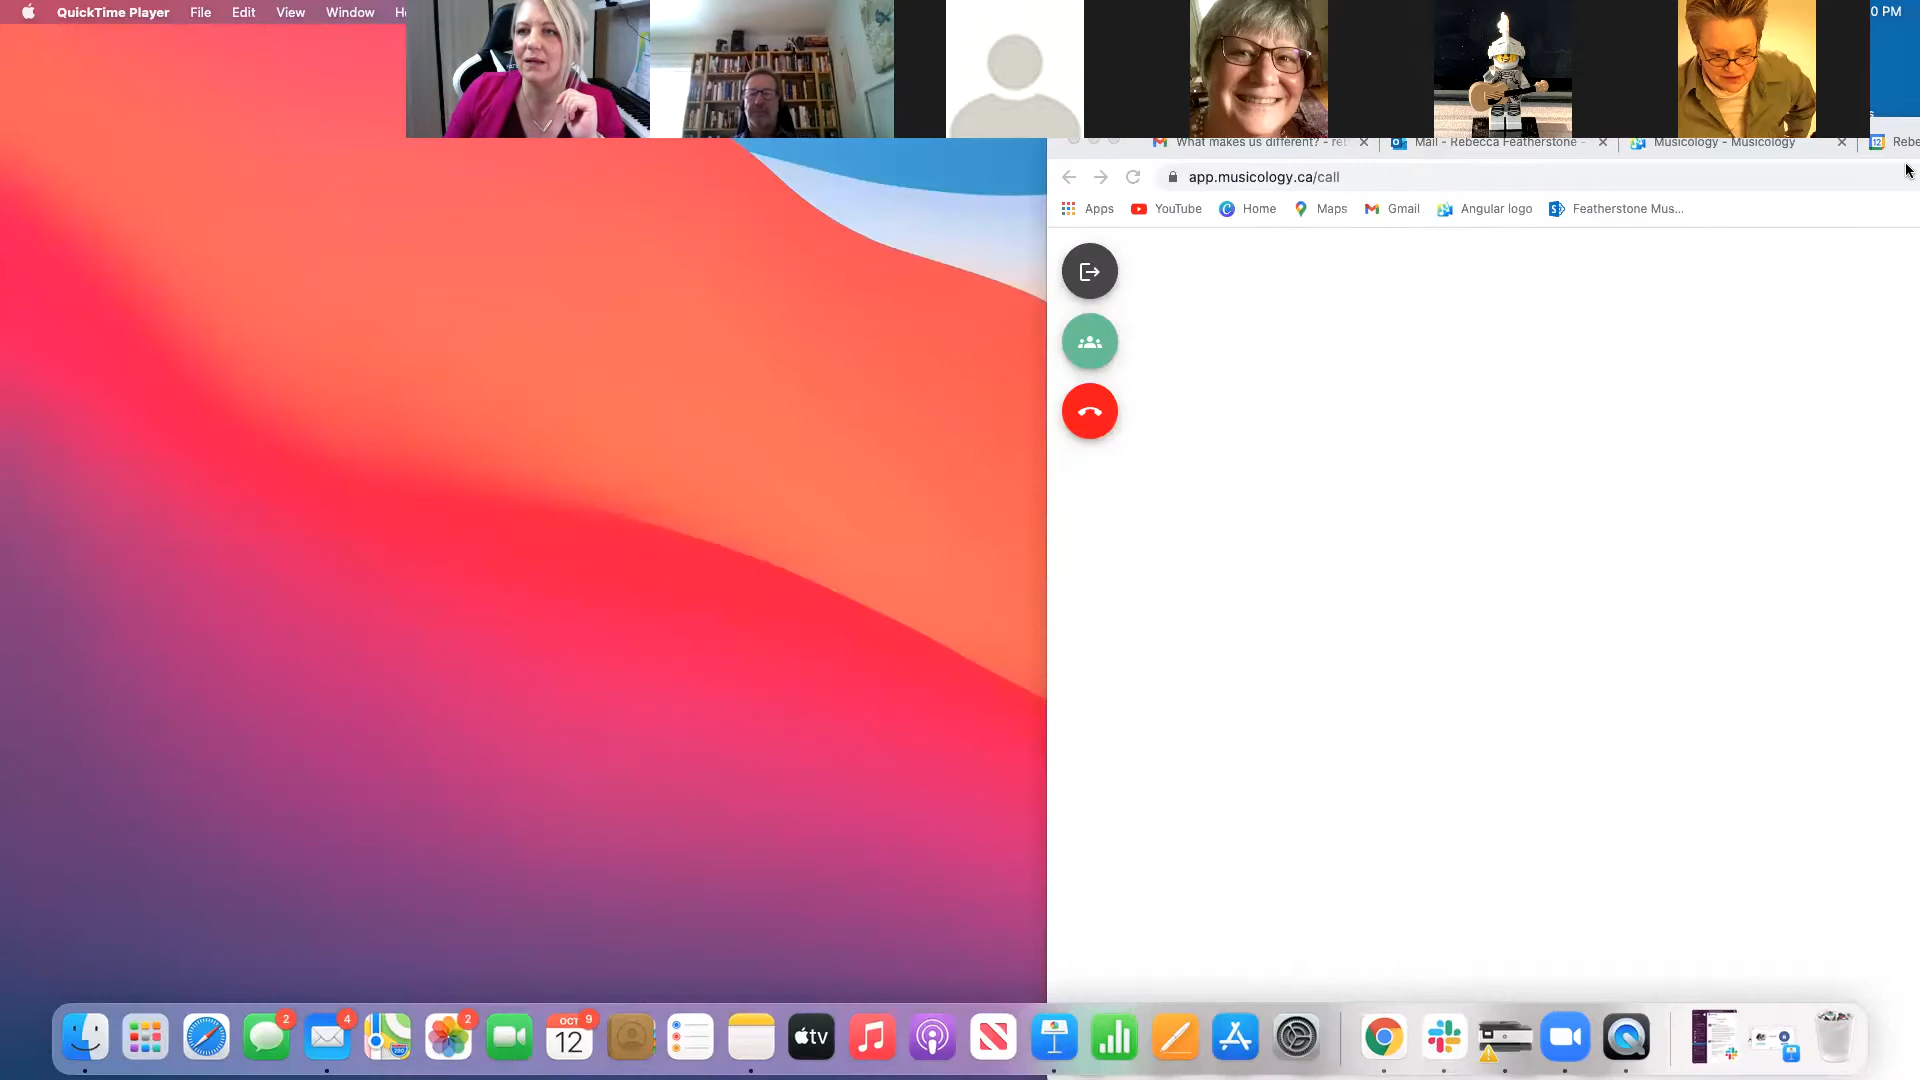 QuickTime Player File Edit View Window H
0 PM
What makes us different? - re
Mail - Rebecca Featherstone -
Musicology - Musicology
12
Rebe
app.musicology.ca/call
Apps YouTube Home Maps Gmail Angular logo Featherstone Mus...
2
4
2
OCT
9
12
280
tv